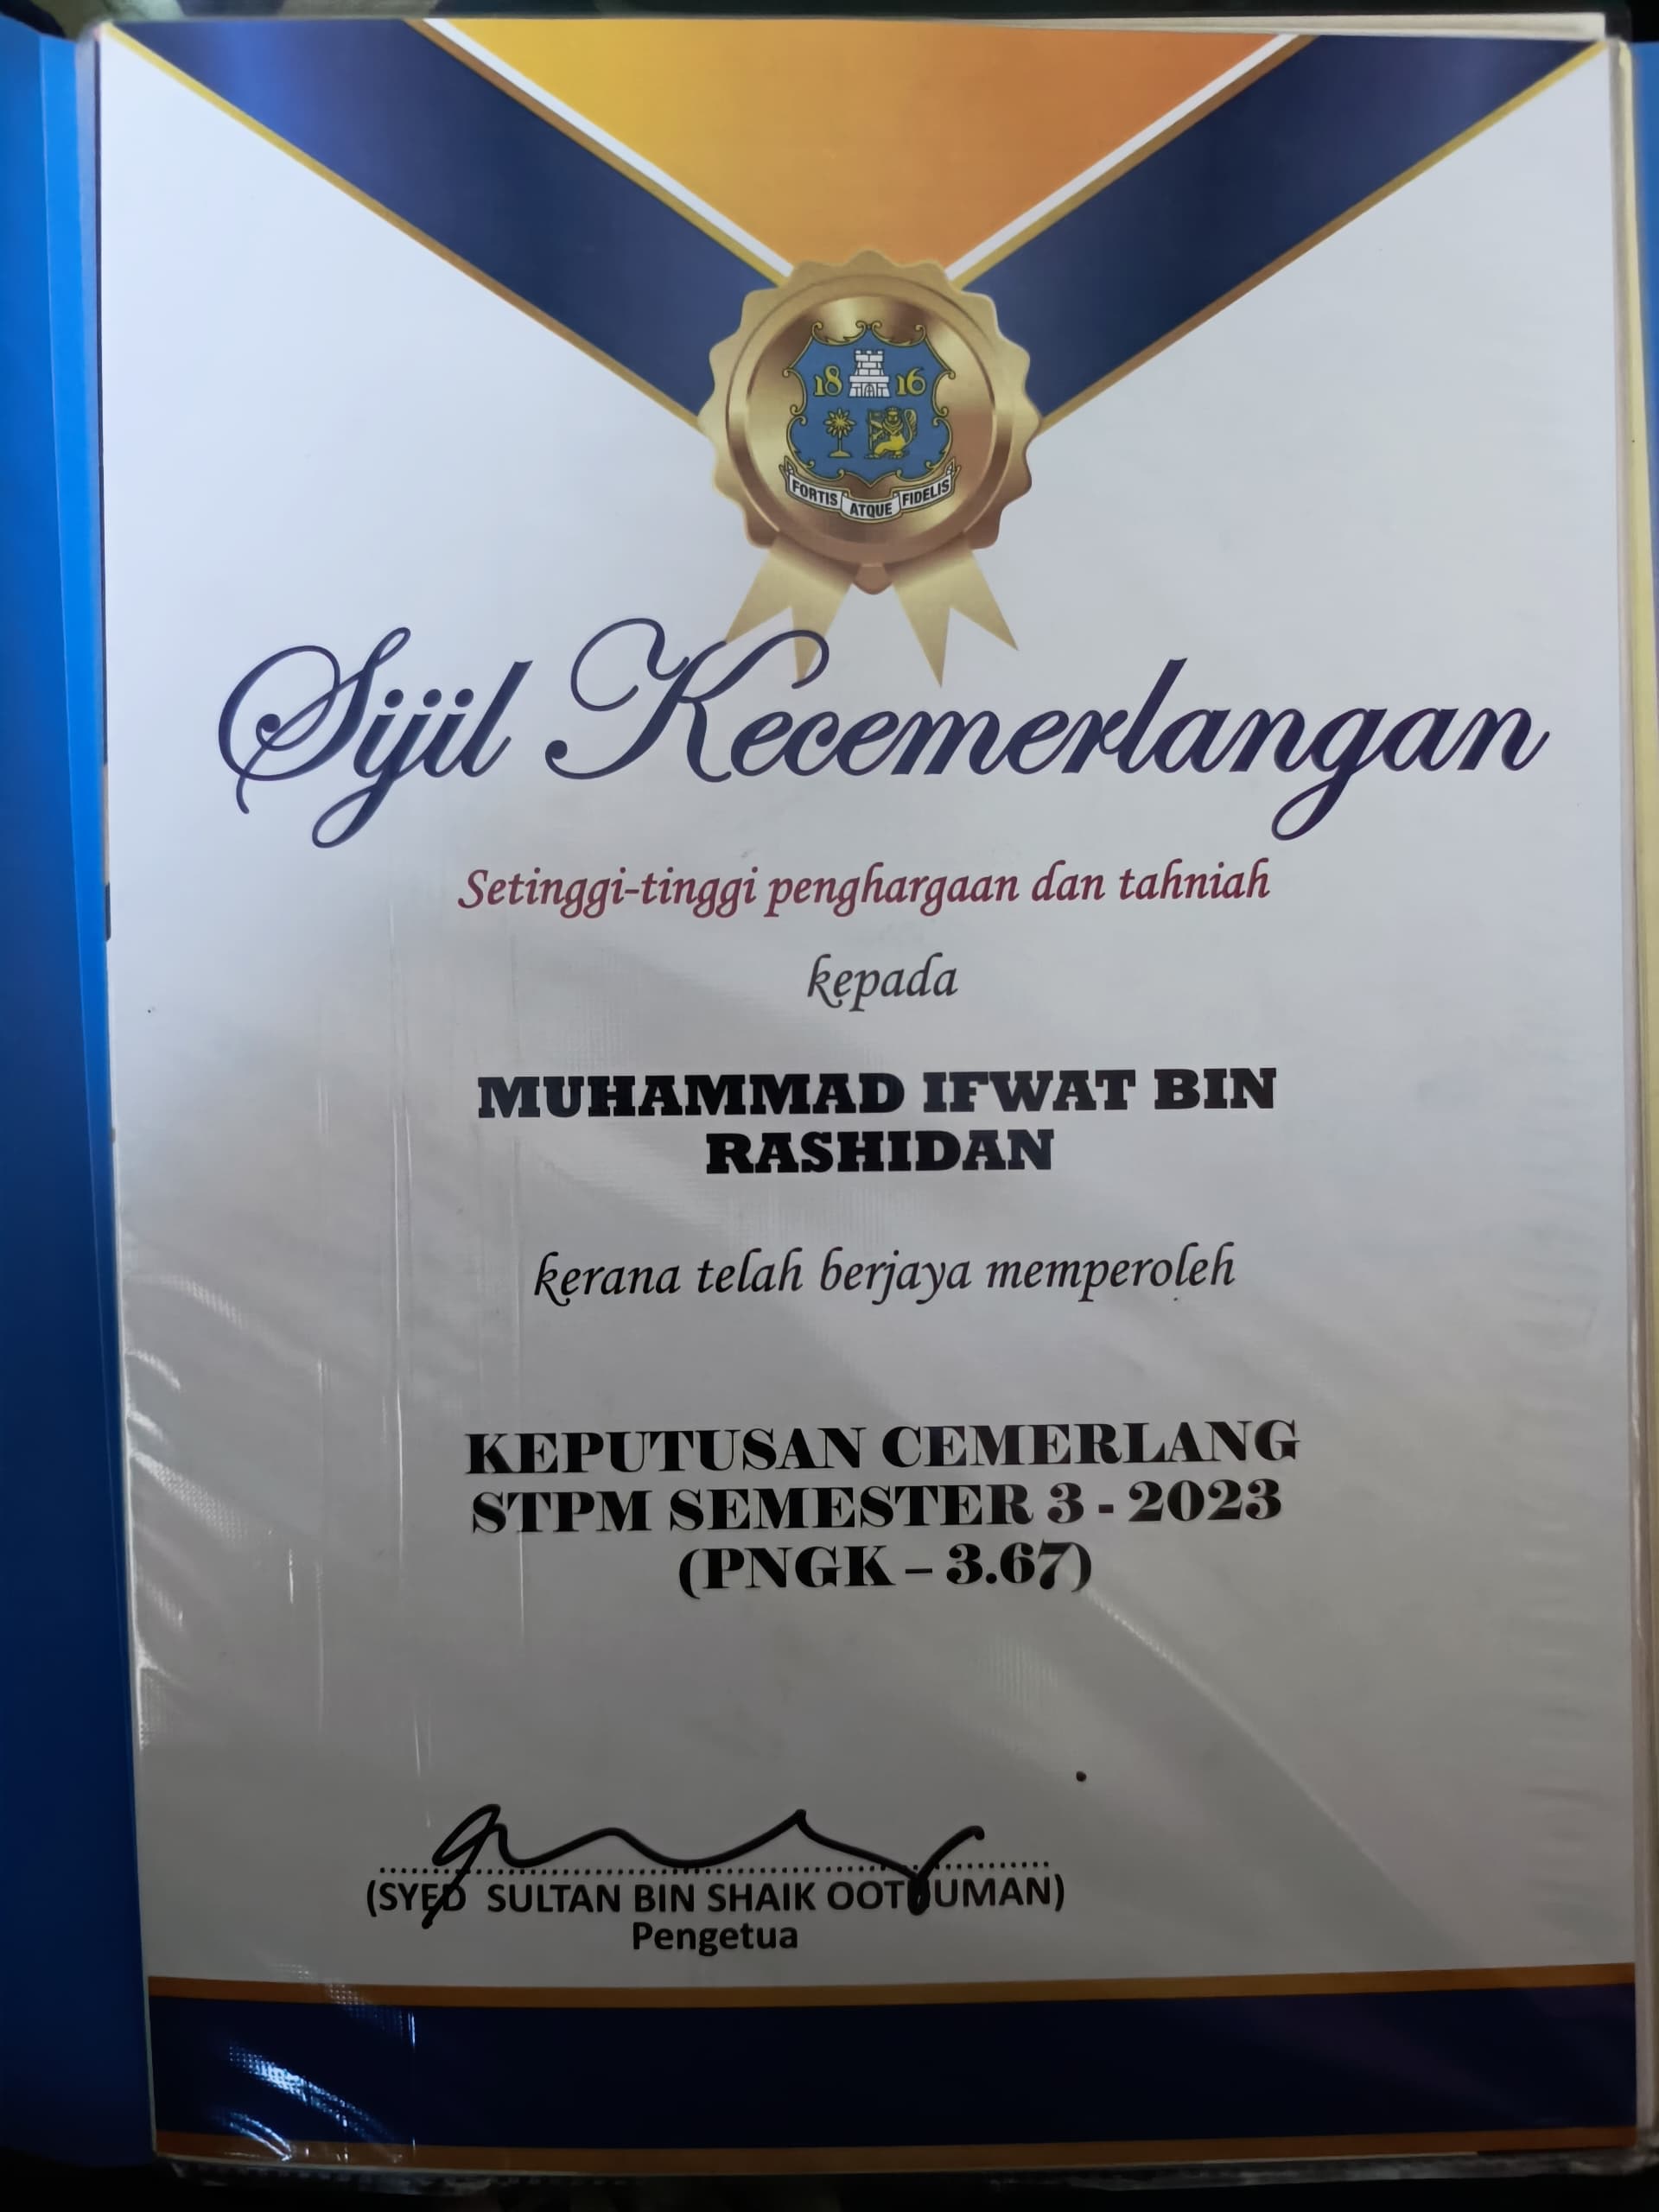 18 16
FORTIS ATQUE FIDELIS
Sijil Kecemerlangan
Setinggi-tinggi penghargaan dan tahniah
kepada
MUHAMMAD IFWAT BIN
RASHIDAN
kerana telah berjaya memperoleh
KEPUTUSAN CEMERLANG
STPM SEMESTER 3 - 2023
(PNGK – 3.67)
(SYED SULTAN BIN SHAIK OOTHUMAN)
Pengetua